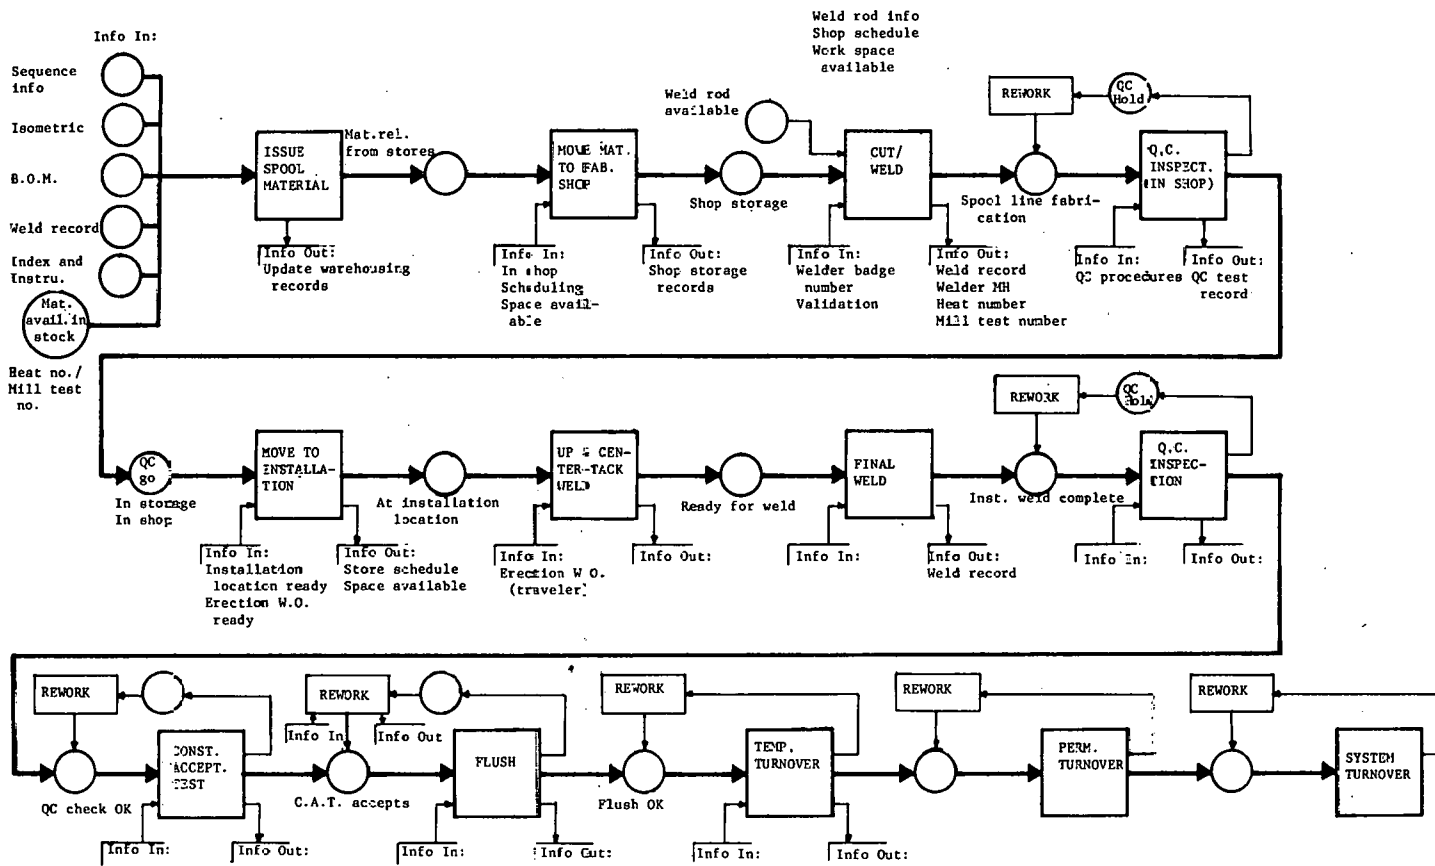 Info In:
Sequence
info
Isometric
B.O.M.
Weld record
Index and
Instru.
Mat.
avail.in
stock
Heat no./
Mill test
no.
ISSUE
SPOOL
MATERIAL
Info Out:
Update warehousing
records
Mat.rel.
from stores
MOVE MAT.
TO FAB.
SHOP
Info In:
In shop
Scheduling
Space avail-
able
Info Out:
Shop storage
records
Shop storage
Weld rod
available
Weld rod info
Shop schedule
Work space
available
CUT/
WELD
Info In:
Welder badge
number
Validation
Info Out:
Weld record
Welder MH
Heat number
Mill test number
REWORK
QC
Hold
Spool line fabri-
cation
Q.C.
INSPECT.
(IN SHOP)
Info In:
QC procedures
Info Out:
QC test
record
QC
go
In storage
In shop
MOVE TO
INSTALLA-
TION
Info In:
Installation
location ready
Erection W.O.
ready
Info Out:
Store schedule
Space available
At installation
location
UP & CEN-
TER-TACK
WELD
Info In:
Erection W.O.
(traveler)
Info Out:
Ready for weld
FINAL
WELD
Info In:
Info Out:
Weld record
REWORK
QC
Hold
Inst. weld complete
Q.C.
INSPEC-
TION
Info In:
Info Out:
REWORK
QC check OK
CONST.
ACCEPT.
TEST
Info In:
Info Out:
REWORK
Info In
Info Out
C.A.T. accepts
FLUSH
Info In:
Info Out:
REWORK
Flush OK
TEMP.
TURNOVER
Info In:
Info Out:
REWORK
PERM.
TURNOVER
REWORK
SYSTEM
TURNOVER